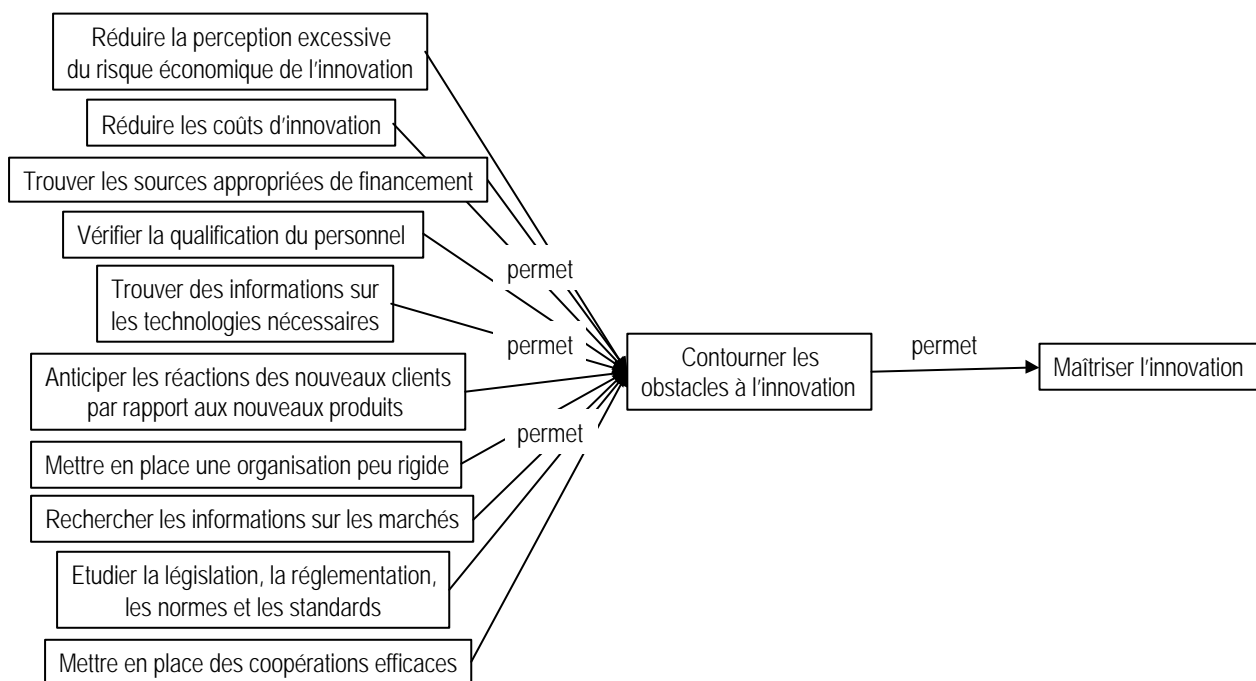 Réduire la perception excessive
du risque économique de l'innovation
Réduire les coûts d'innovation
Trouver les sources appropriées de financement
Vérifier la qualification du personnel
permet
Trouver des informations sur
les technologies nécessaires
permet
Contourner les
obstacles à l'innovation
permet
Maîtriser l'innovation
Anticiper les réactions des nouveaux clients
par rapport aux nouveaux produits
permet
Mettre en place une organisation peu rigide
Rechercher les informations sur les marchés
Etudier la législation, la réglementation,
les normes et les standards
Mettre en place des coopérations efficaces